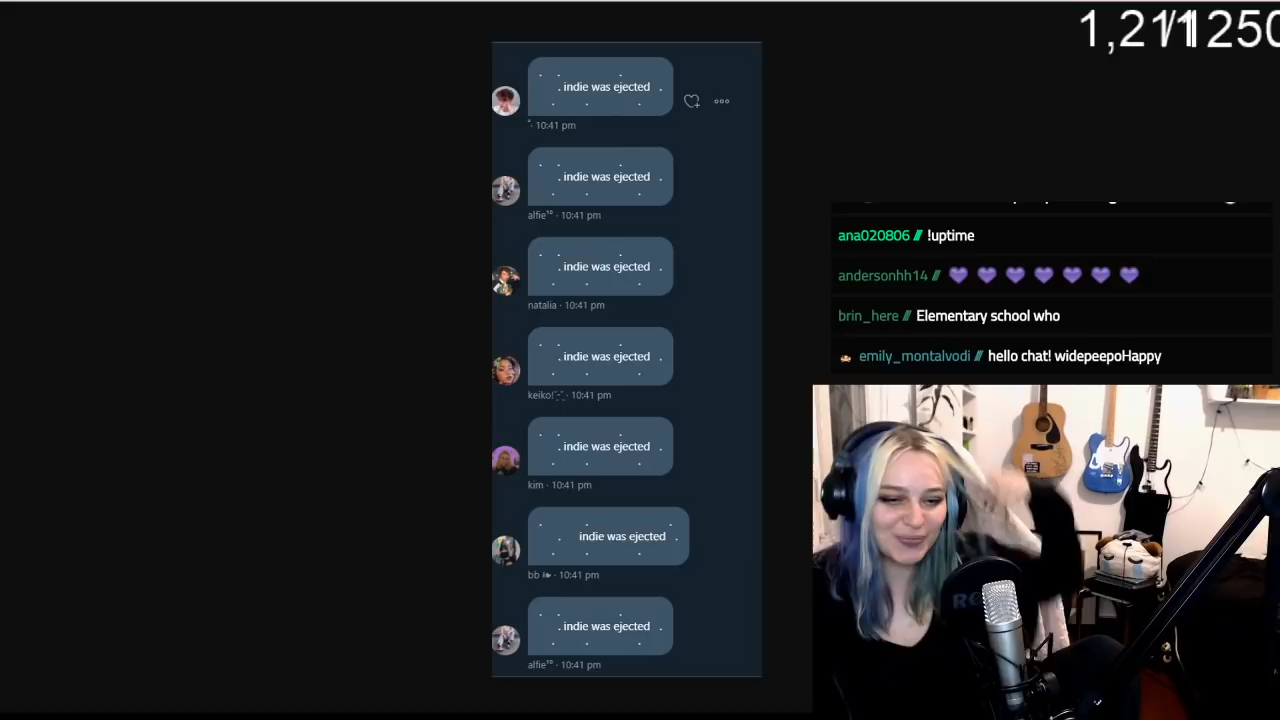 1,211/1250
. indie was ejected .
· 10:41 pm
. indie was ejected .
alfie¹⁰ · 10:41 pm
. indie was ejected .
natalia · 10:41 pm
. indie was ejected .
keiko! · 10:41 pm
. indie was ejected .
kim · 10:41 pm
. indie was ejected .
bb · 10:41 pm
. indie was ejected .
alfie¹⁰ · 10:41 pm
ana020806 // !uptime
andersonhh14 // 💜 💜 💜 💜 💜 💜 💜
brin_here // Elementary school who
emily_montalvodi // hello chat! widepeepoHappy